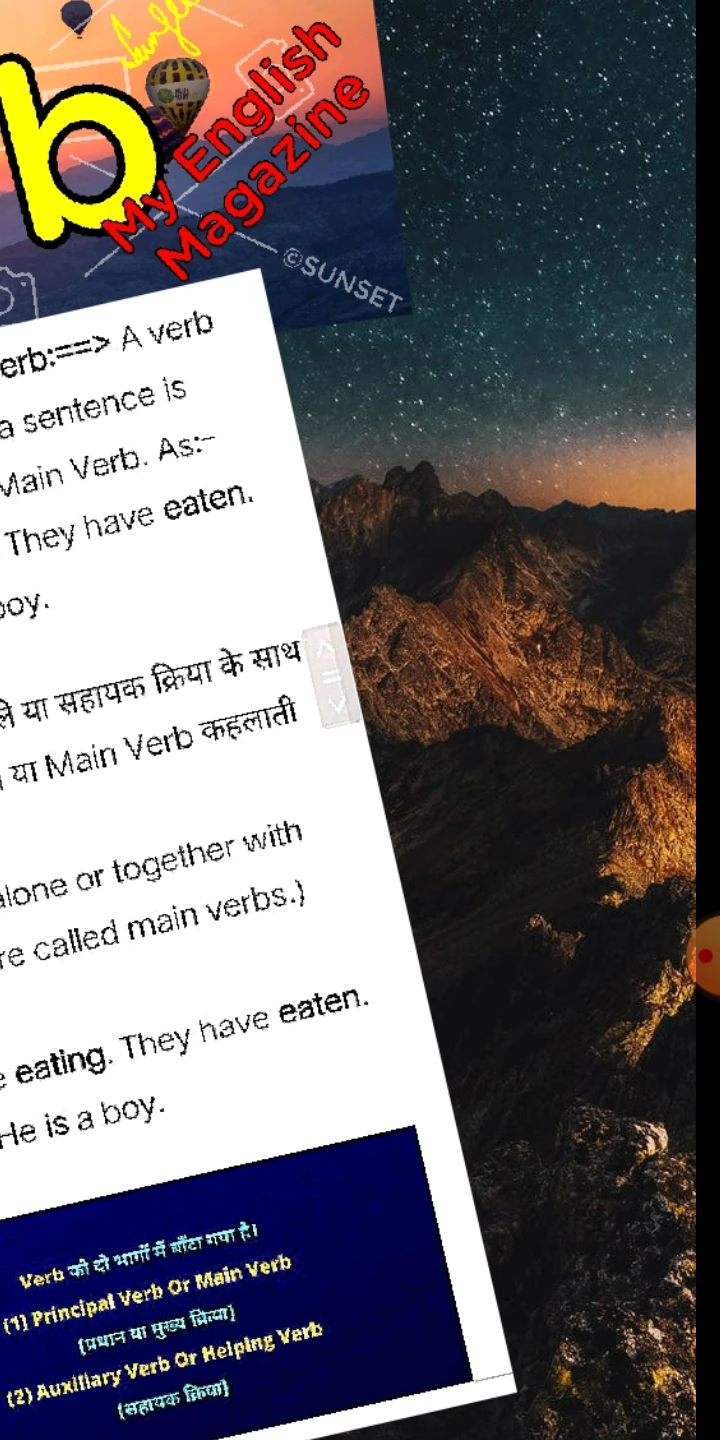 b
My English
Magazine
©SUNSET
erb:==> A verb
a sentence is
Main Verb. As:-
They have eaten.
boy.
या सहायक क्रिया के साथ
या Main Verb कहलाती
alone or together with
re called main verbs.)
eating. They have eaten.
He is a boy.
Verb को दो भागों में बाँटा गया है।
(1) Principal Verb Or Main Verb
(प्रधान या मुख्य क्रिया)
(2) Auxiliary Verb Or Helping Verb
(सहायक क्रिया)